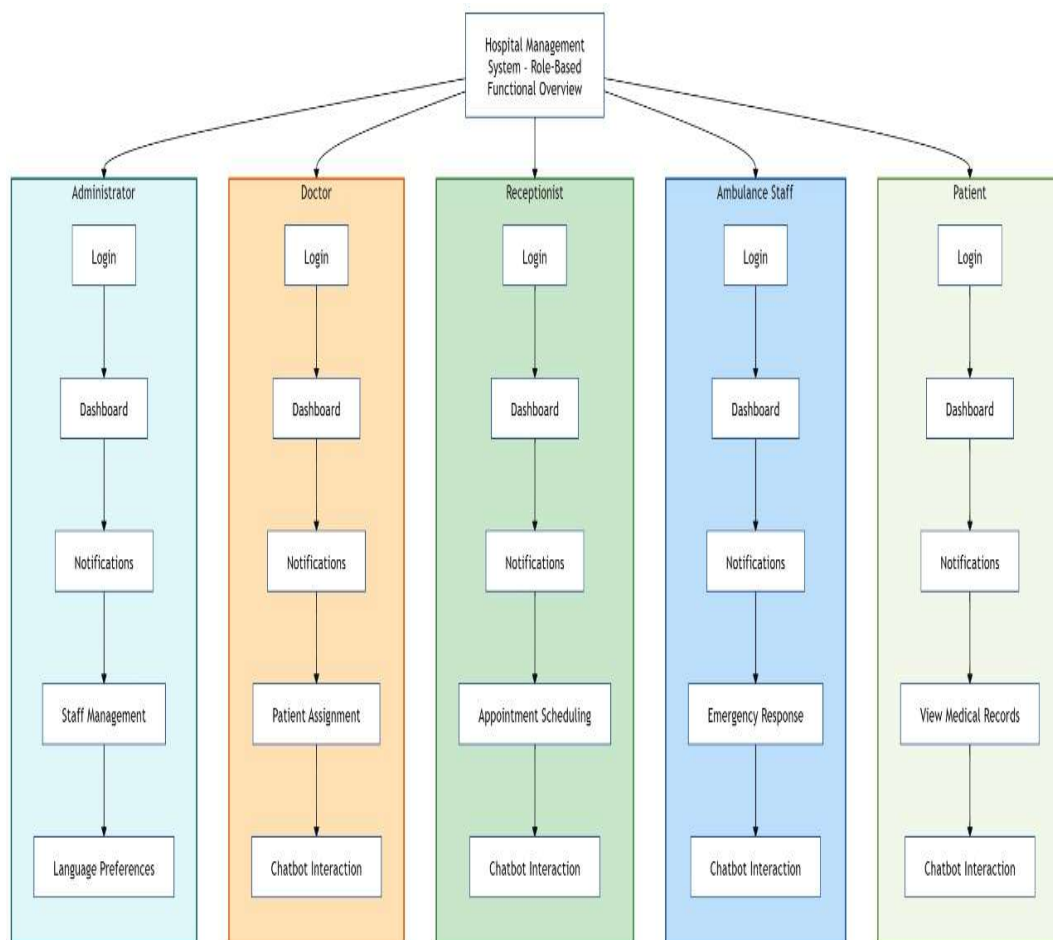 Hospital Management
System - Role-Based
Functional Overview
Administrator
Login
Dashboard
Notifications
Staff Management
Language Preferences
Doctor
Login
Dashboard
Notifications
Patient Assignment
Chatbot Interaction
Receptionist
Login
Dashboard
Notifications
Appointment Scheduling
Chatbot Interaction
Ambulance Staff
Login
Dashboard
Notifications
Emergency Response
Chatbot Interaction
Patient
Login
Dashboard
Notifications
View Medical Records
Chatbot Interaction